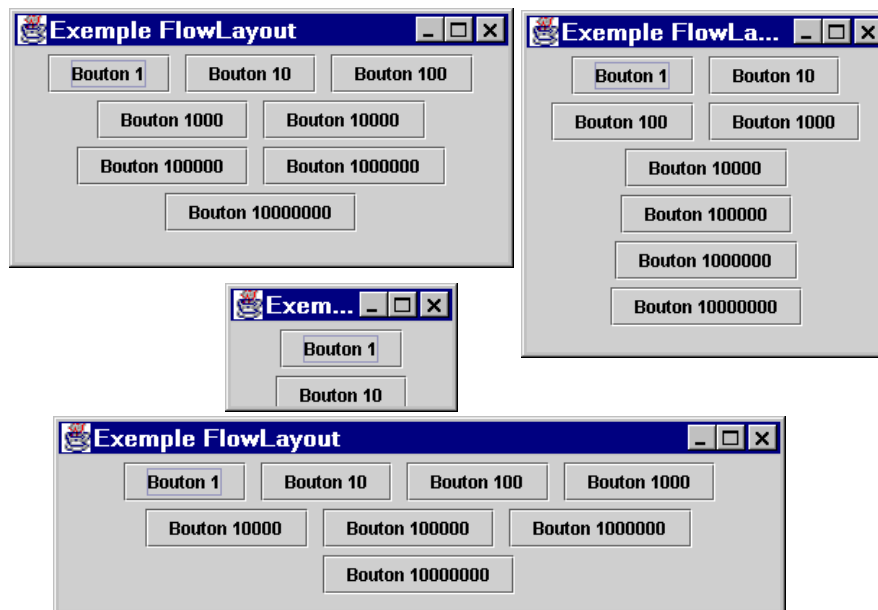 Exemple FlowLayout
Bouton 1 Bouton 10 Bouton 100
Bouton 1000 Bouton 10000
Bouton 100000 Bouton 1000000
Bouton 10000000
Exemple FlowLa...
Bouton 1 Bouton 10
Bouton 100 Bouton 1000
Bouton 10000
Bouton 100000
Bouton 1000000
Bouton 10000000
Exem...
Bouton 1
Bouton 10
Exemple FlowLayout
Bouton 1 Bouton 10 Bouton 100 Bouton 1000
Bouton 10000 Bouton 100000 Bouton 1000000
Bouton 10000000